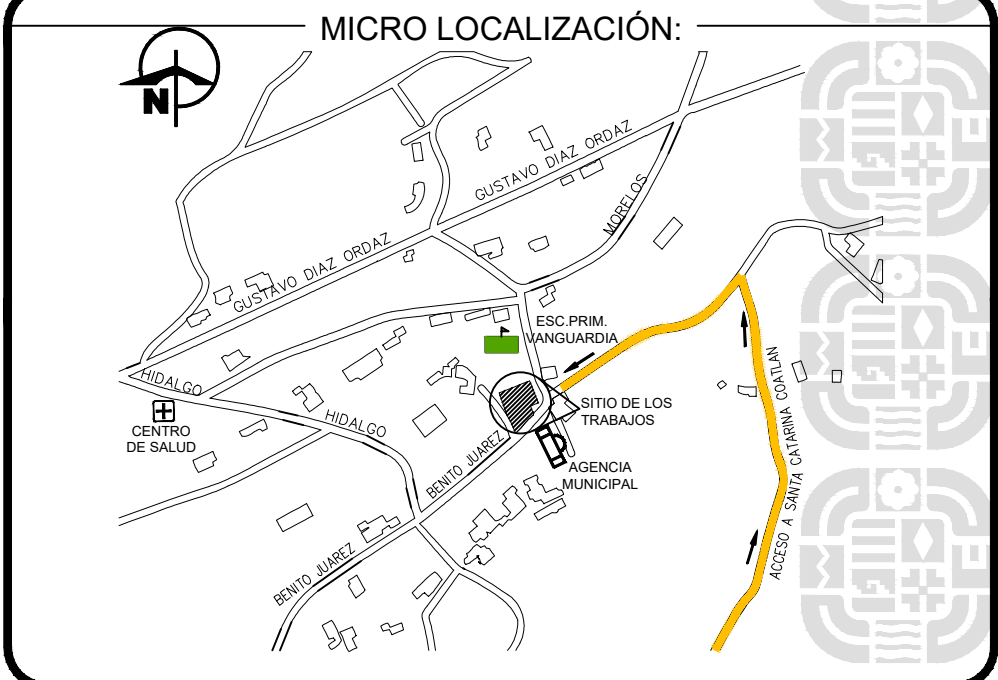 MICRO LOCALIZACIÓN:
N
GUSTAVO DIAZ ORDAZ
MORELOS
GUSTAVO DIAZ ORDAZ
ESC.PRIM.
VANGUARDIA
HIDALGO
CENTRO
DE SALUD
HIDALGO
SITIO DE LOS
TRABAJOS
BENITO JUAREZ
AGENCIA
MUNICIPAL
ACCESO A SANTA CATARINA COATLAN
BENITO JUAREZ